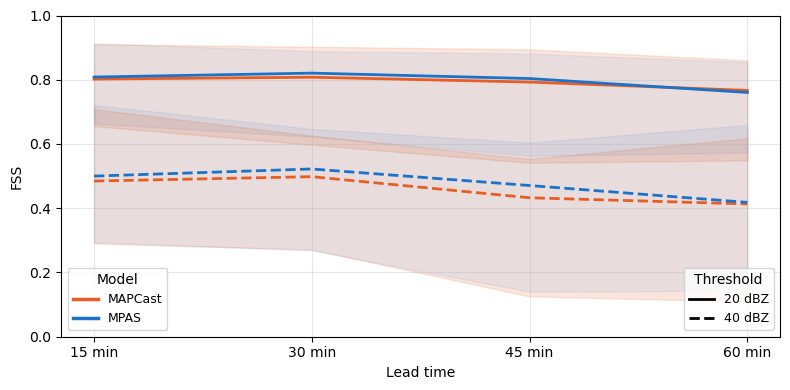 1.0
0.8
0.6
0.4
0.2
0.0
FSS
Model
MAPCast
MPAS
Threshold
20 dBZ
40 dBZ
15 min 30 min 45 min 60 min
Lead time